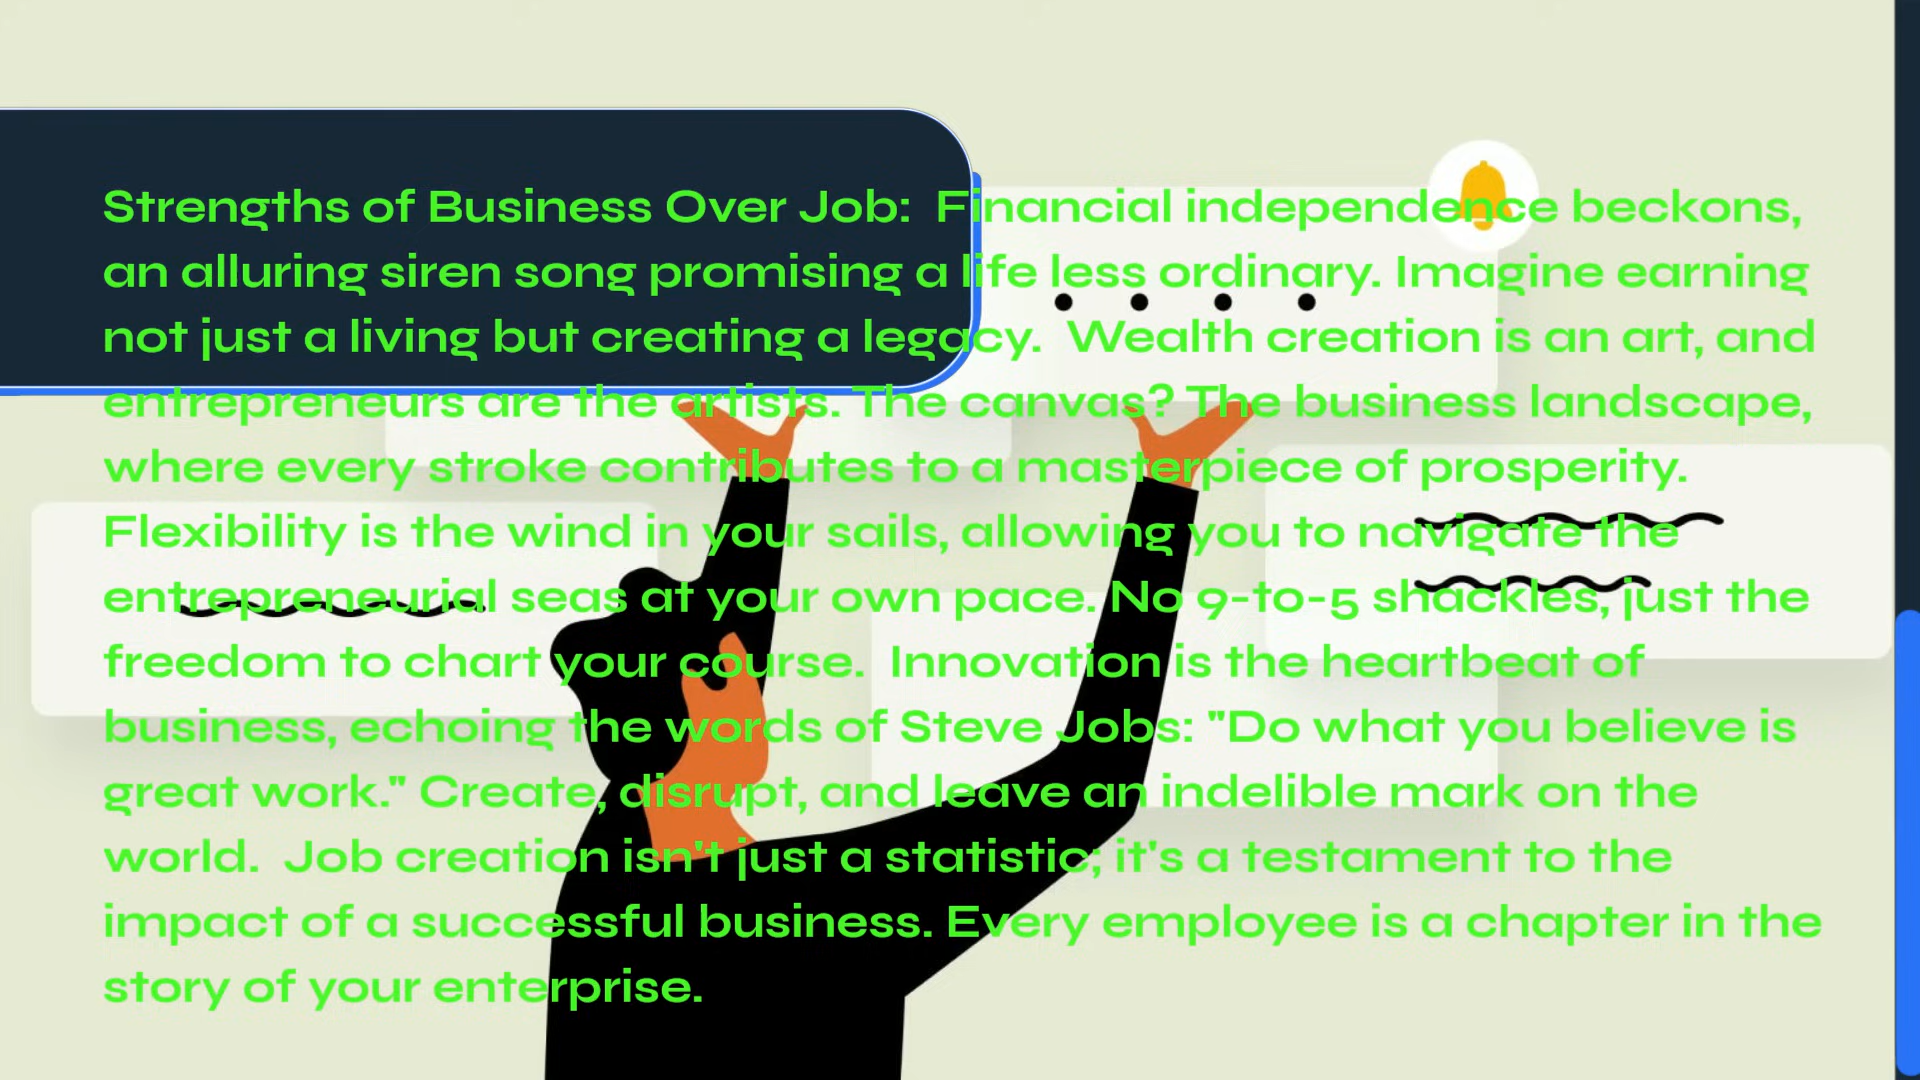 Strengths of Business Over Job:  Financial independence beckons,
an alluring siren song promising a life less ordinary. Imagine earning
not just a living but creating a legacy.  Wealth creation is an art, and
entrepreneurs are the artists. The canvas? The business landscape,
where every stroke contributes to a masterpiece of prosperity.
Flexibility is the wind in your sails, allowing you to navigate the
entrepreneurial seas at your own pace. No 9-to-5 shackles, just the
freedom to chart your course.  Innovation is the heartbeat of
business, echoing the words of Steve Jobs: "Do what you believe is
great work." Create, disrupt, and leave an indelible mark on the
world.  Job creation isn't just a statistic; it's a testament to the
impact of a successful business. Every employee is a chapter in the
story of your enterprise.